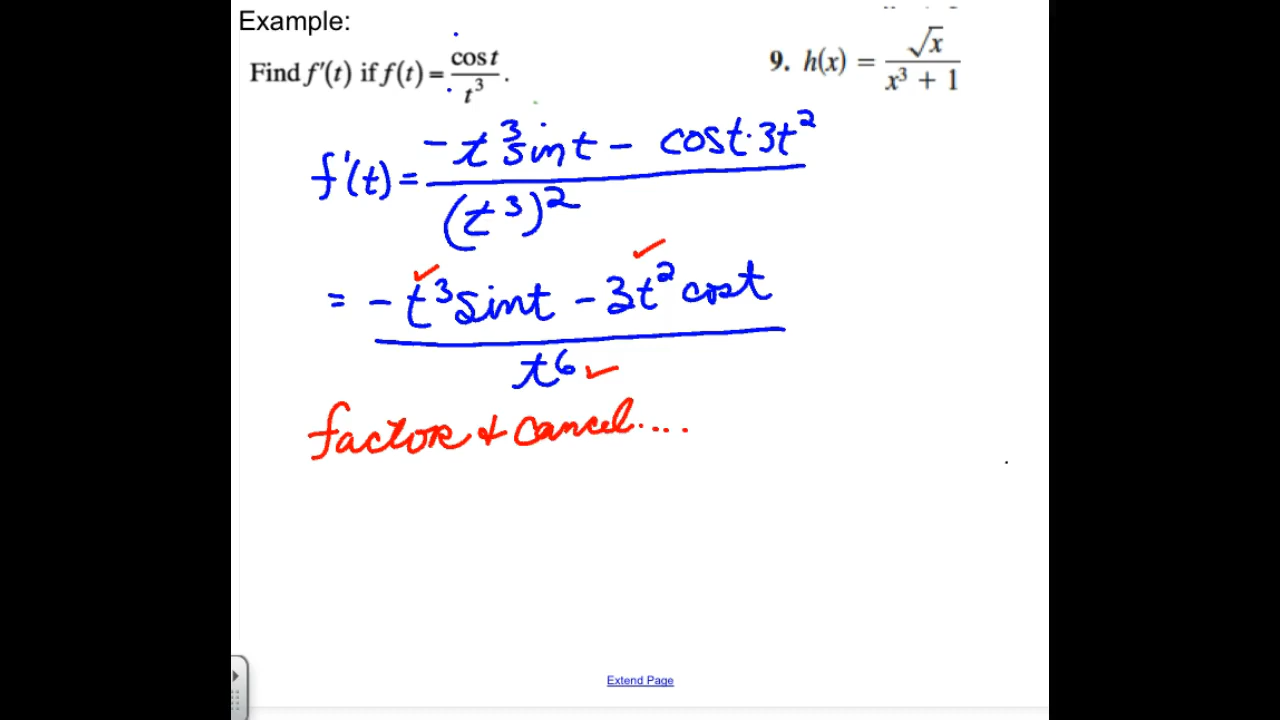 Example:
Find f'(t) if f(t) = cos t / t³ .
9. h(x) = √x / x³ + 1
f'(t) = -t³ sin t - cos t · 3t² / (t³)²
= -t³ sin t - 3t² cos t / t⁶
factor & cancel....
Extend Page